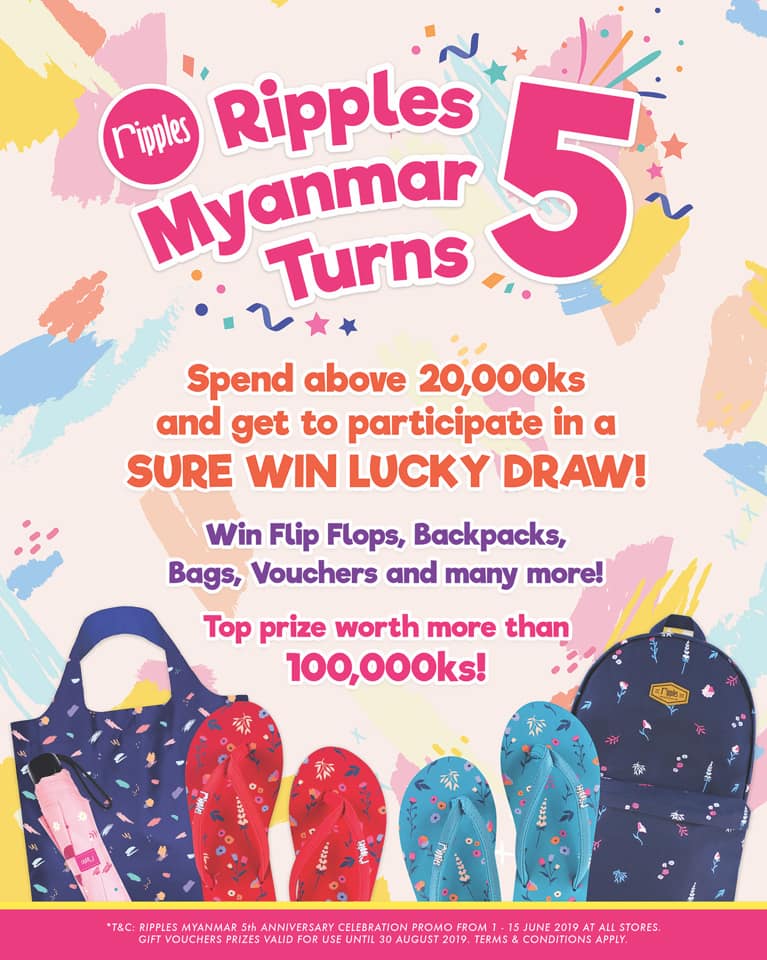 ripples
Ripples
Myanmar
Turns
5
Spend above 20,000ks
and get to participate in a
SURE WIN LUCKY DRAW!
Win Flip Flops, Backpacks,
Bags, Vouchers and many more!
Top prize worth more than
100,000ks!
ripples
*T&C: RIPPLES MYANMAR 5th ANNIVERSARY CELEBRATION PROMO FROM 1 - 15 JUNE 2019 AT ALL STORES.
GIFT VOUCHERS PRIZES VALID FOR USE UNTIL 30 AUGUST 2019. TERMS & CONDITIONS APPLY.